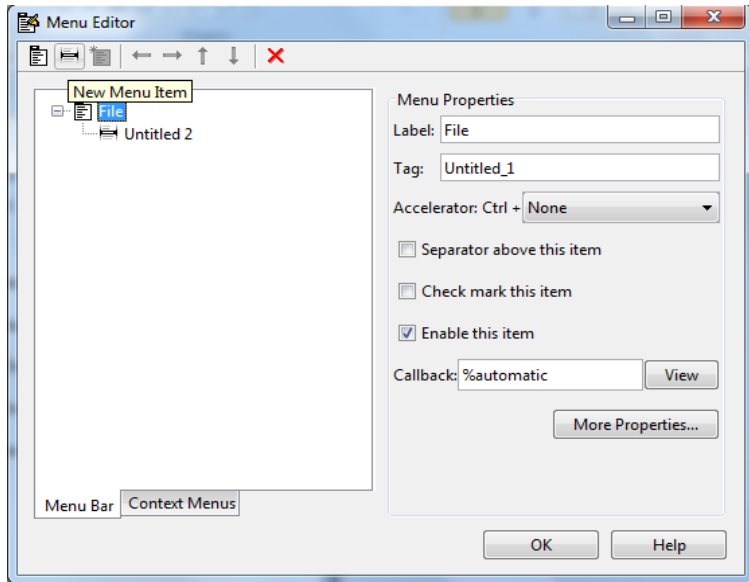 Menu Editor
New Menu Item
File
Untitled 2
Menu Bar
Context Menus
Menu Properties
Label: File
Tag: Untitled_1
Accelerator: Ctrl + None
Separator above this item
Check mark this item
Enable this item
Callback: %automatic View
More Properties...
OK Help